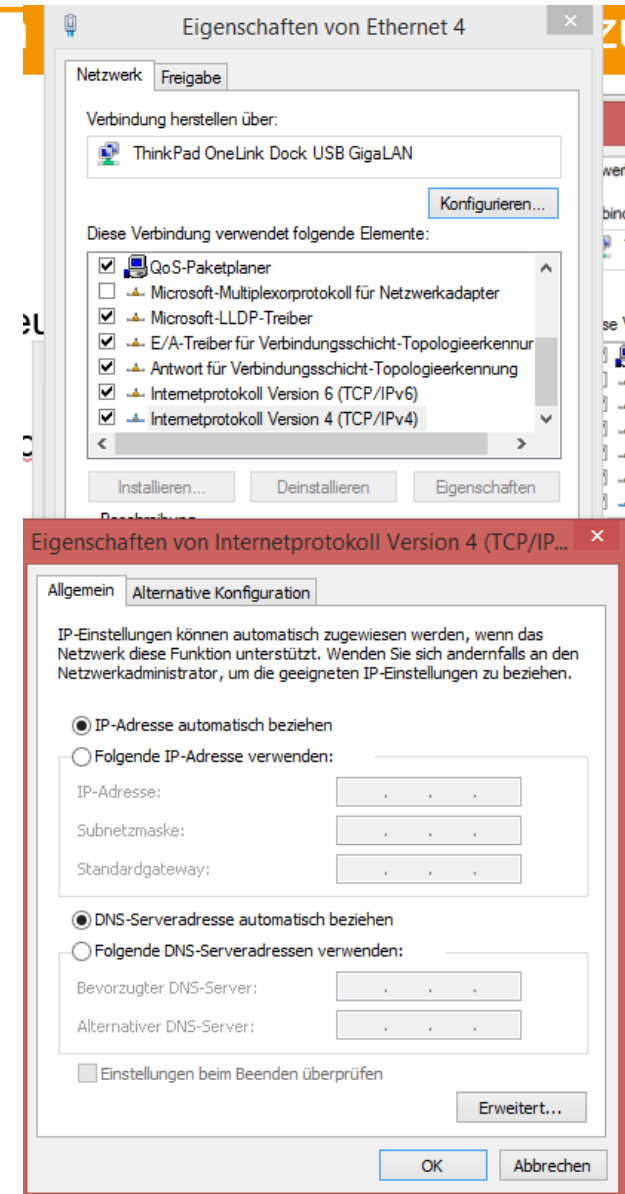 Eigenschaften von Ethernet 4
Netzwerk Freigabe
Verbindung herstellen über:
ThinkPad OneLink Dock USB GigaLAN
Konfigurieren...
Diese Verbindung verwendet folgende Elemente:
QoS-Paketplaner
Microsoft-Multiplexorprotokoll für Netzwerkadapter
Microsoft-LLDP-Treiber
E/A-Treiber für Verbindungsschicht-Topologieerkennur
Antwort für Verbindungsschicht-Topologieerkennung
Internetprotokoll Version 6 (TCP/IPv6)
Internetprotokoll Version 4 (TCP/IPv4)
Installieren... Deinstallieren Eigenschaften
Eigenschaften von Internetprotokoll Version 4 (TCP/IP...
Allgemein Alternative Konfiguration
IP-Einstellungen können automatisch zugewiesen werden, wenn das
Netzwerk diese Funktion unterstützt. Wenden Sie sich andernfalls an den
Netzwerkadministrator, um die geeigneten IP-Einstellungen zu beziehen.
IP-Adresse automatisch beziehen
Folgende IP-Adresse verwenden:
IP-Adresse:
Subnetzmaske:
Standardgateway:
DNS-Serveradresse automatisch beziehen
Folgende DNS-Serveradressen verwenden:
Bevorzugter DNS-Server:
Alternativer DNS-Server:
Einstellungen beim Beenden überprüfen
Erweitert...
OK Abbrechen